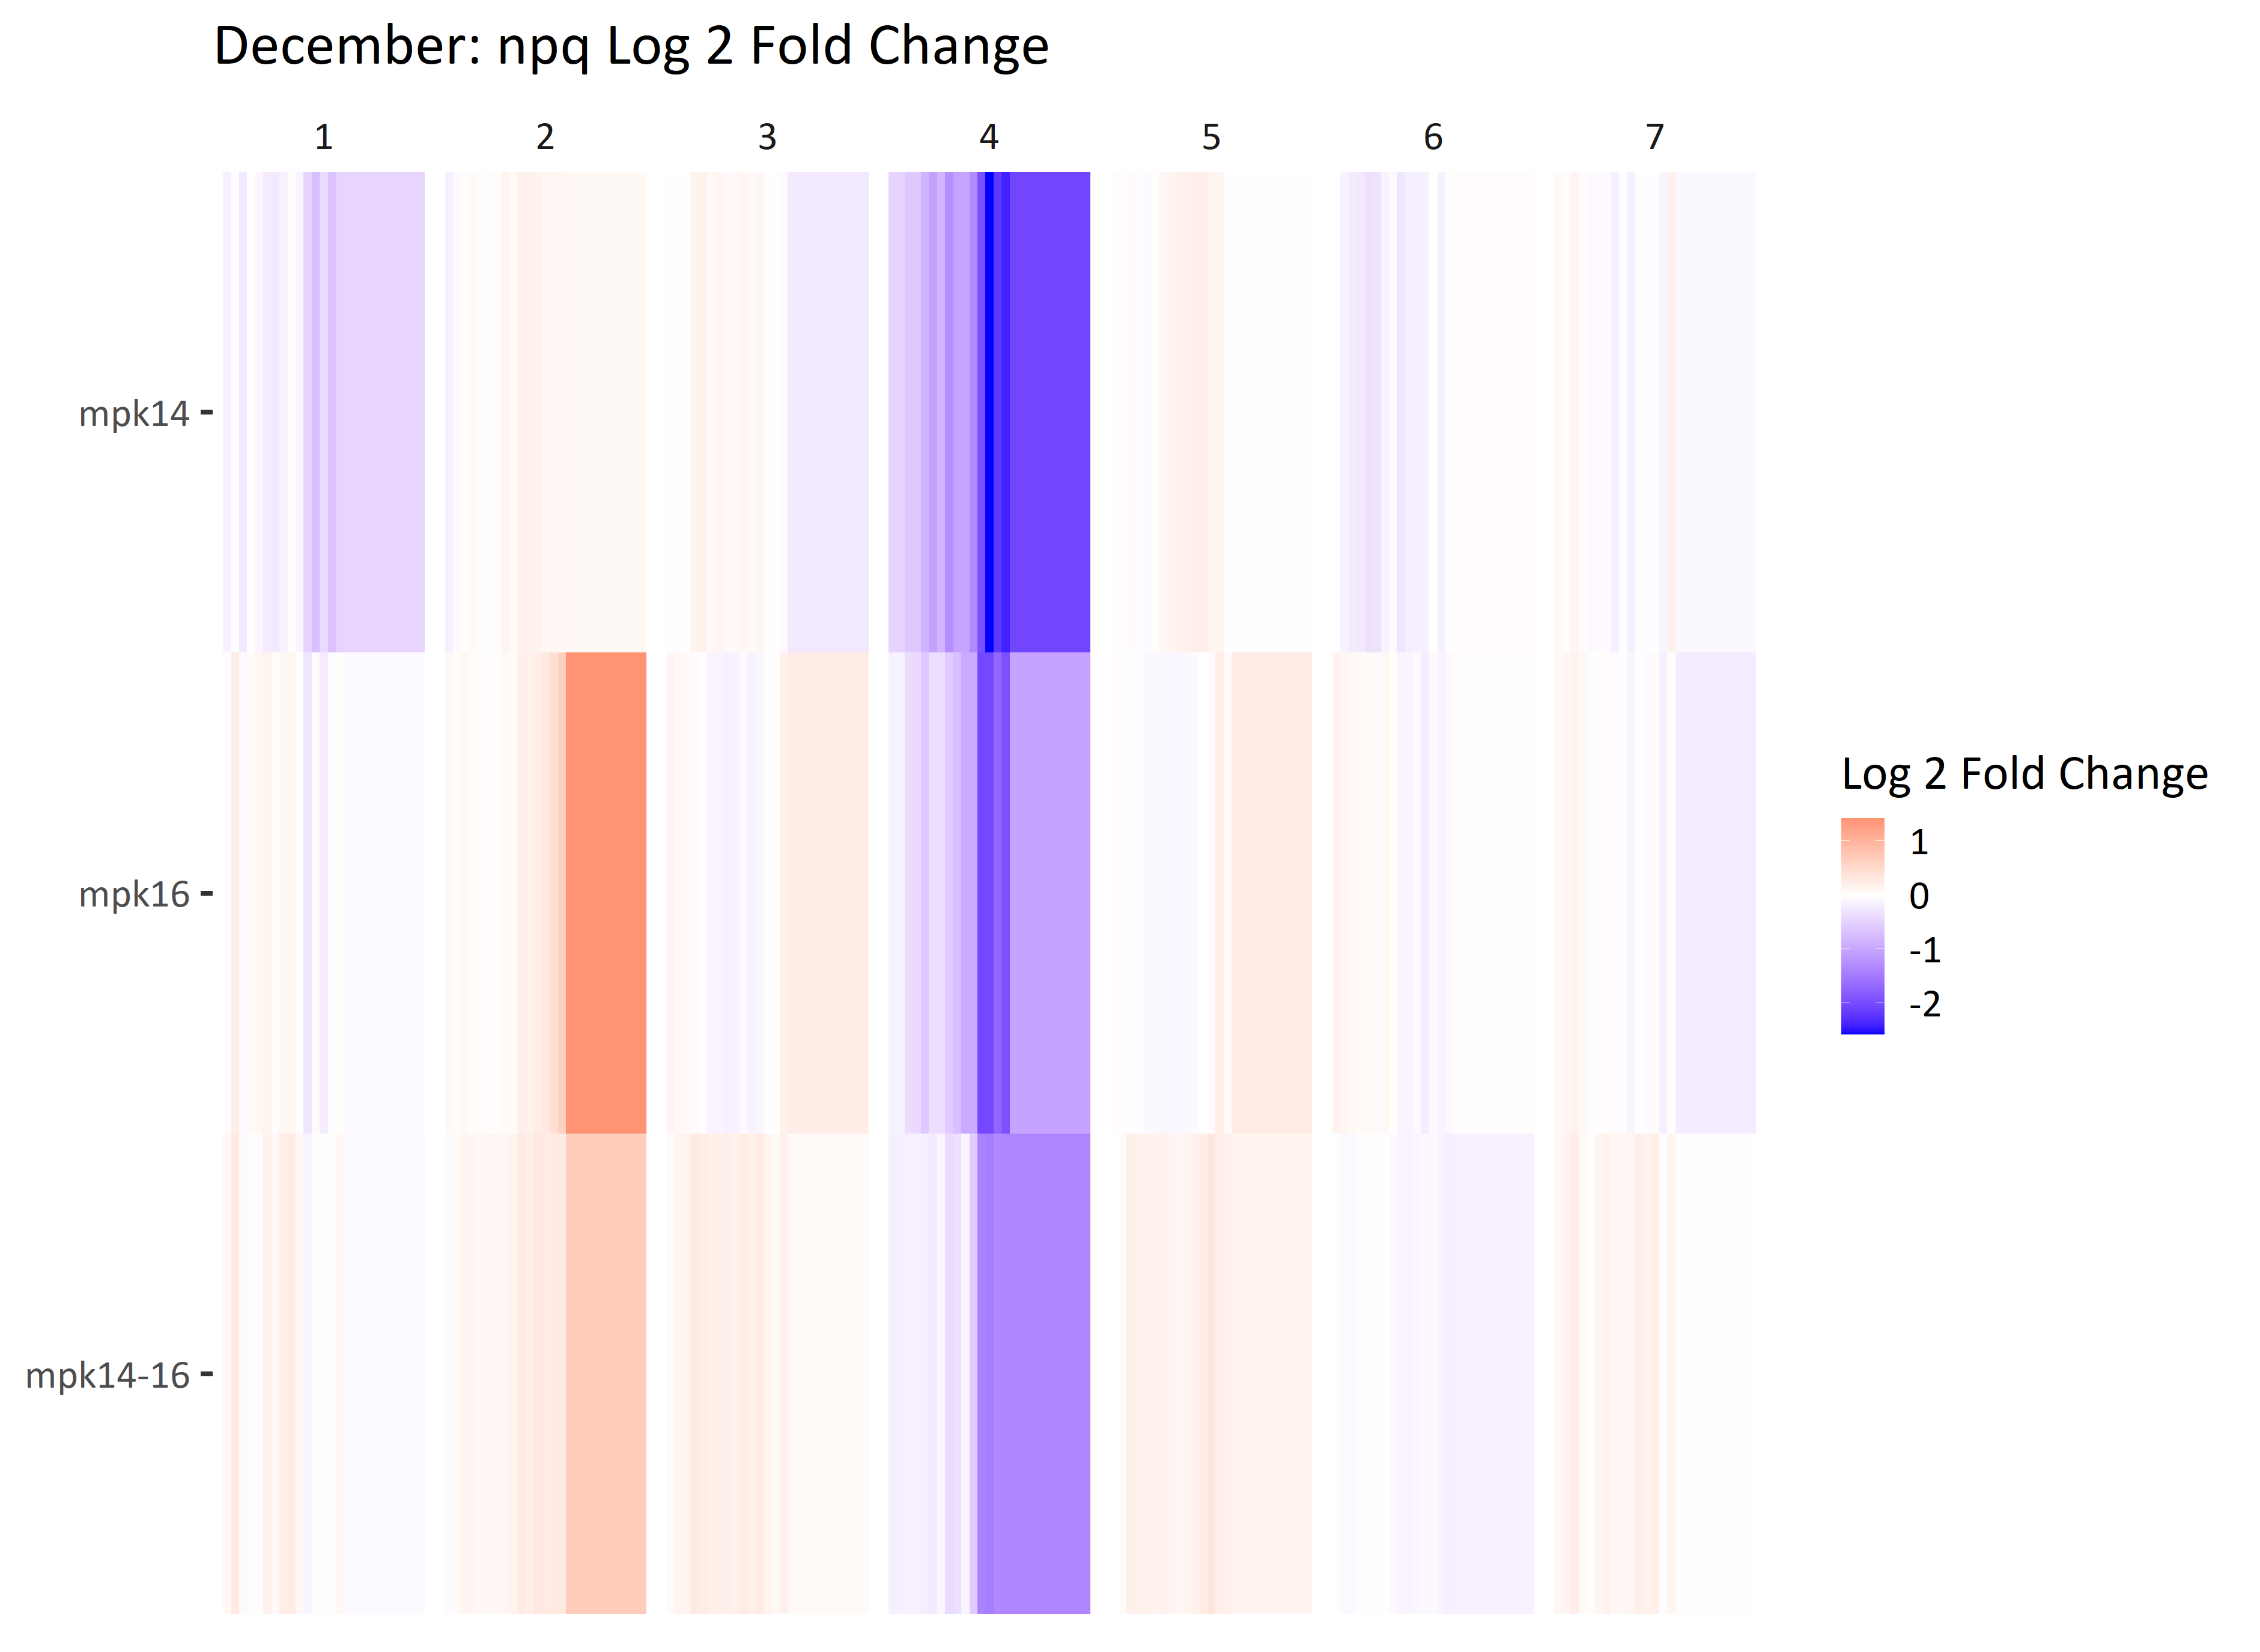 December: npq Log 2 Fold Change
1 2 3 4 5 6 7
mpk14
mpk16
mpk14-16
Log 2 Fold Change
1
0
-1
-2